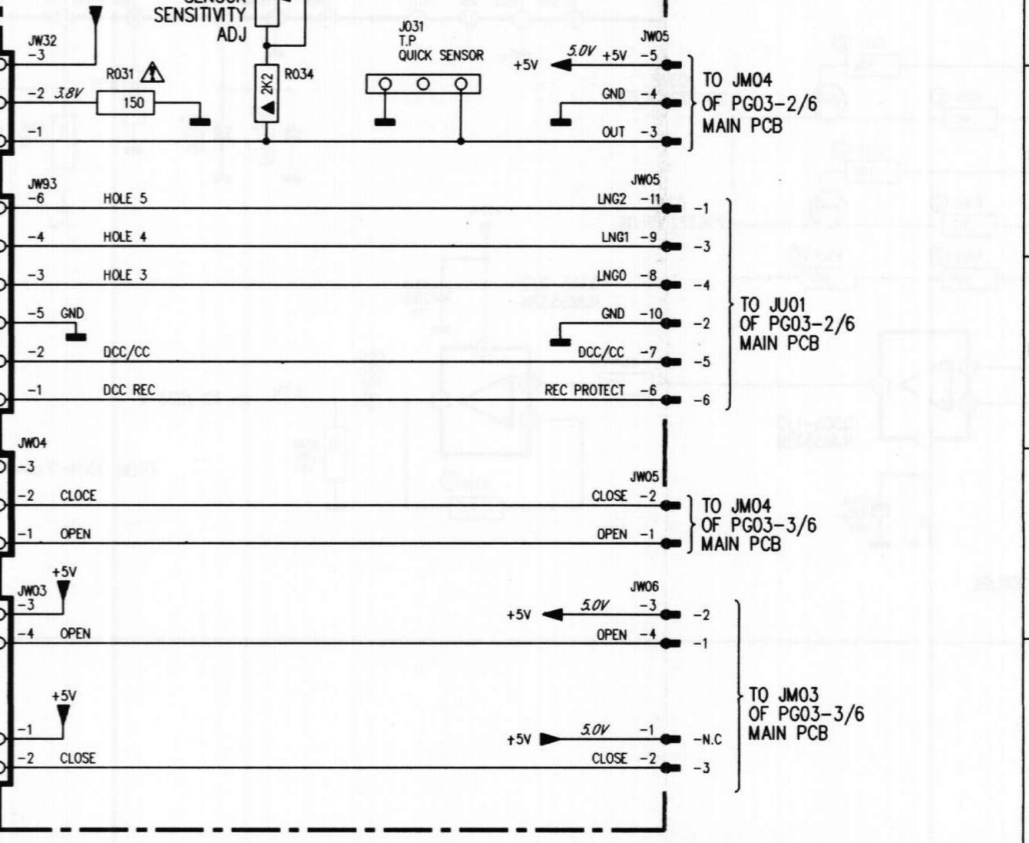 SENSITIVITY
ADJ
JW32
-3
R031
-2 3.8V
150
-1
2K2
R034
J031
T.P
QUICK SENSOR
JW05
+5V 5.0V +5V -5
GND -4
OUT -3
TO JM04
OF PG03-2/6
MAIN PCB
JW93
-6 HOLE 5
-4 HOLE 4
-3 HOLE 3
-5 GND
-2 DCC/CC
-1 DCC REC
JW05
LNG2 -11 -1
LNG1 -9 -3
LNG0 -8 -4
GND -10 -2
DCC/CC -7 -5
REC PROTECT -6 -6
TO JU01
OF PG03-2/6
MAIN PCB
JW04
-3
-2 CLOCE
-1 OPEN
JW05
CLOSE -2
OPEN -1
TO JM04
OF PG03-3/6
MAIN PCB
+5V
JW03
-3
-4 OPEN
+5V
-1
-2 CLOSE
JW06
+5V 5.0V -3 -2
OPEN -4 -1
+5V 5.0V -1 -N.C
CLOSE -2 -3
TO JM03
OF PG03-3/6
MAIN PCB